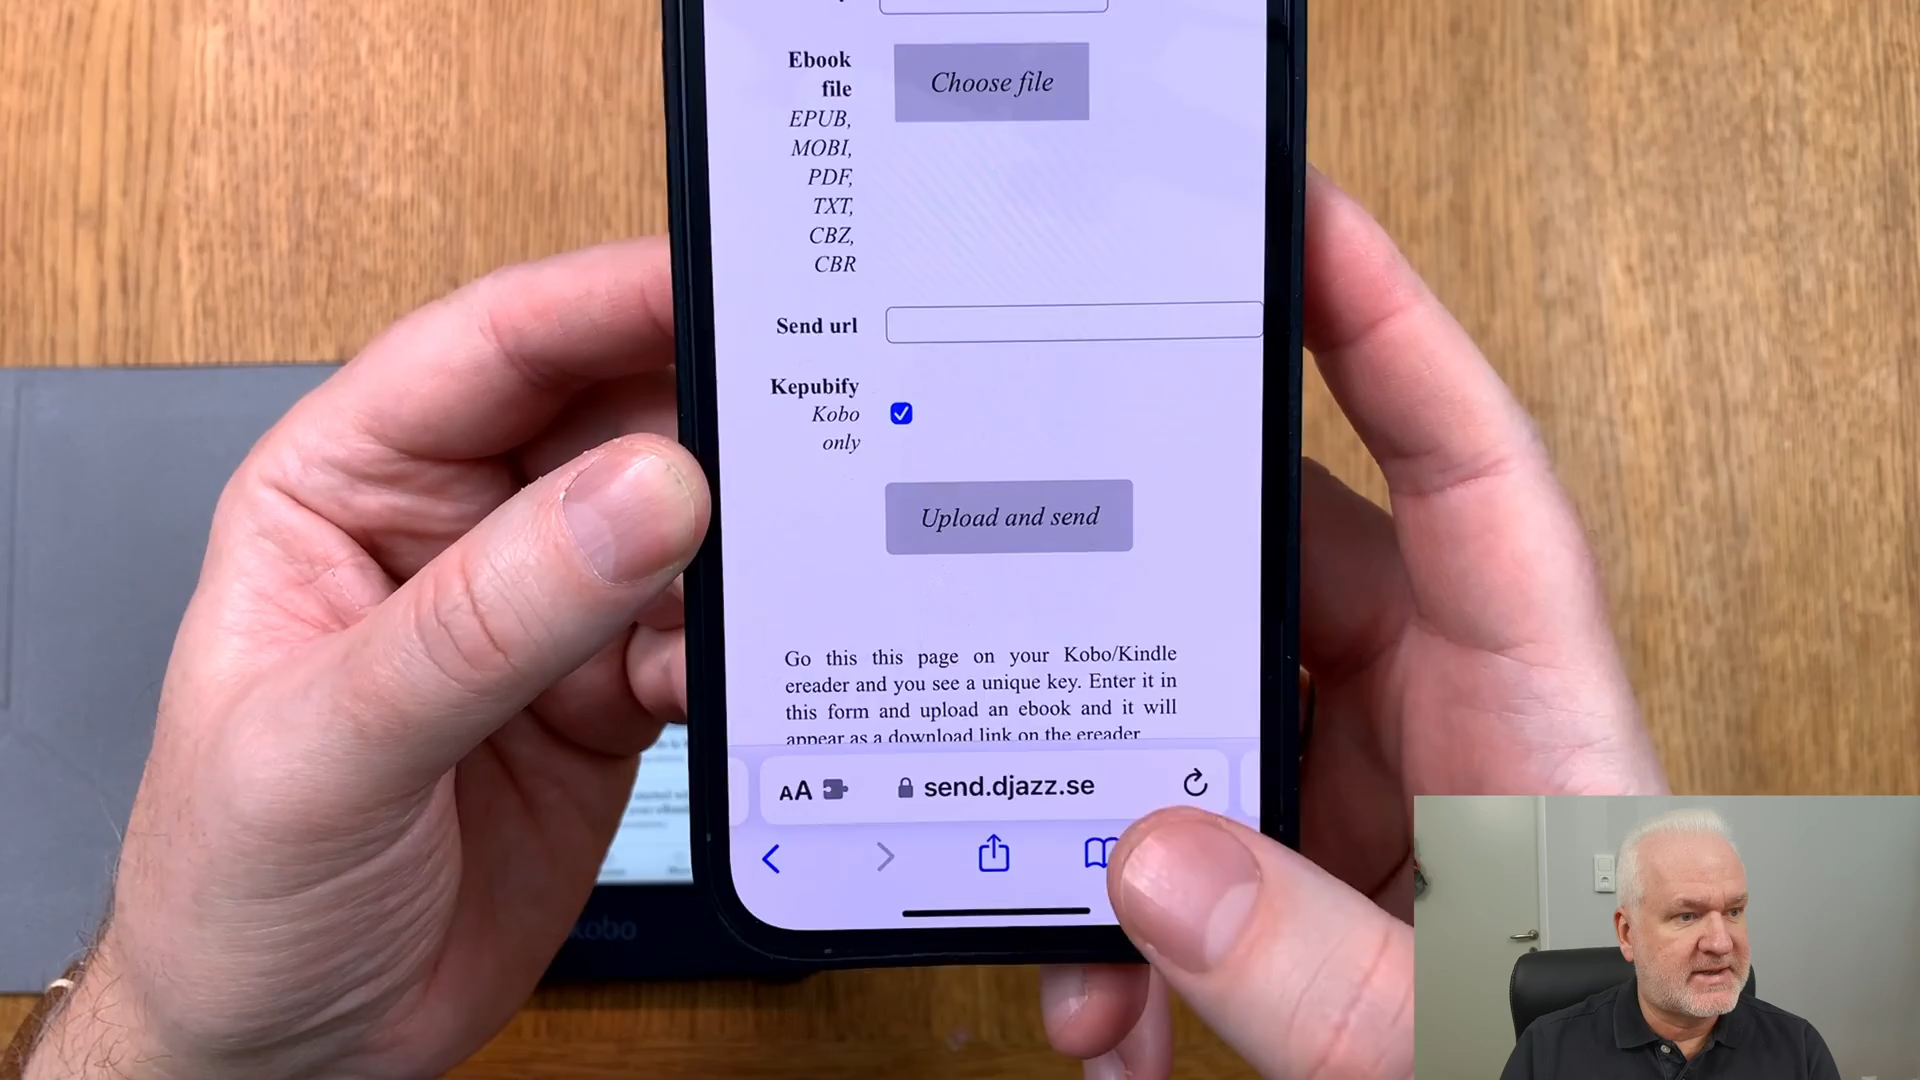 Ebook
file
EPUB,
MOBI,
PDF,
TXT,
CBZ,
CBR
Choose file
Send url
Kepubify
Kobo
only
Upload and send
Go this this page on your Kobo/Kindle
ereader and you see a unique key. Enter it in
this form and upload an ebook and it will
appear as a download link on the ereader
AA
send.djazz.se
kobo